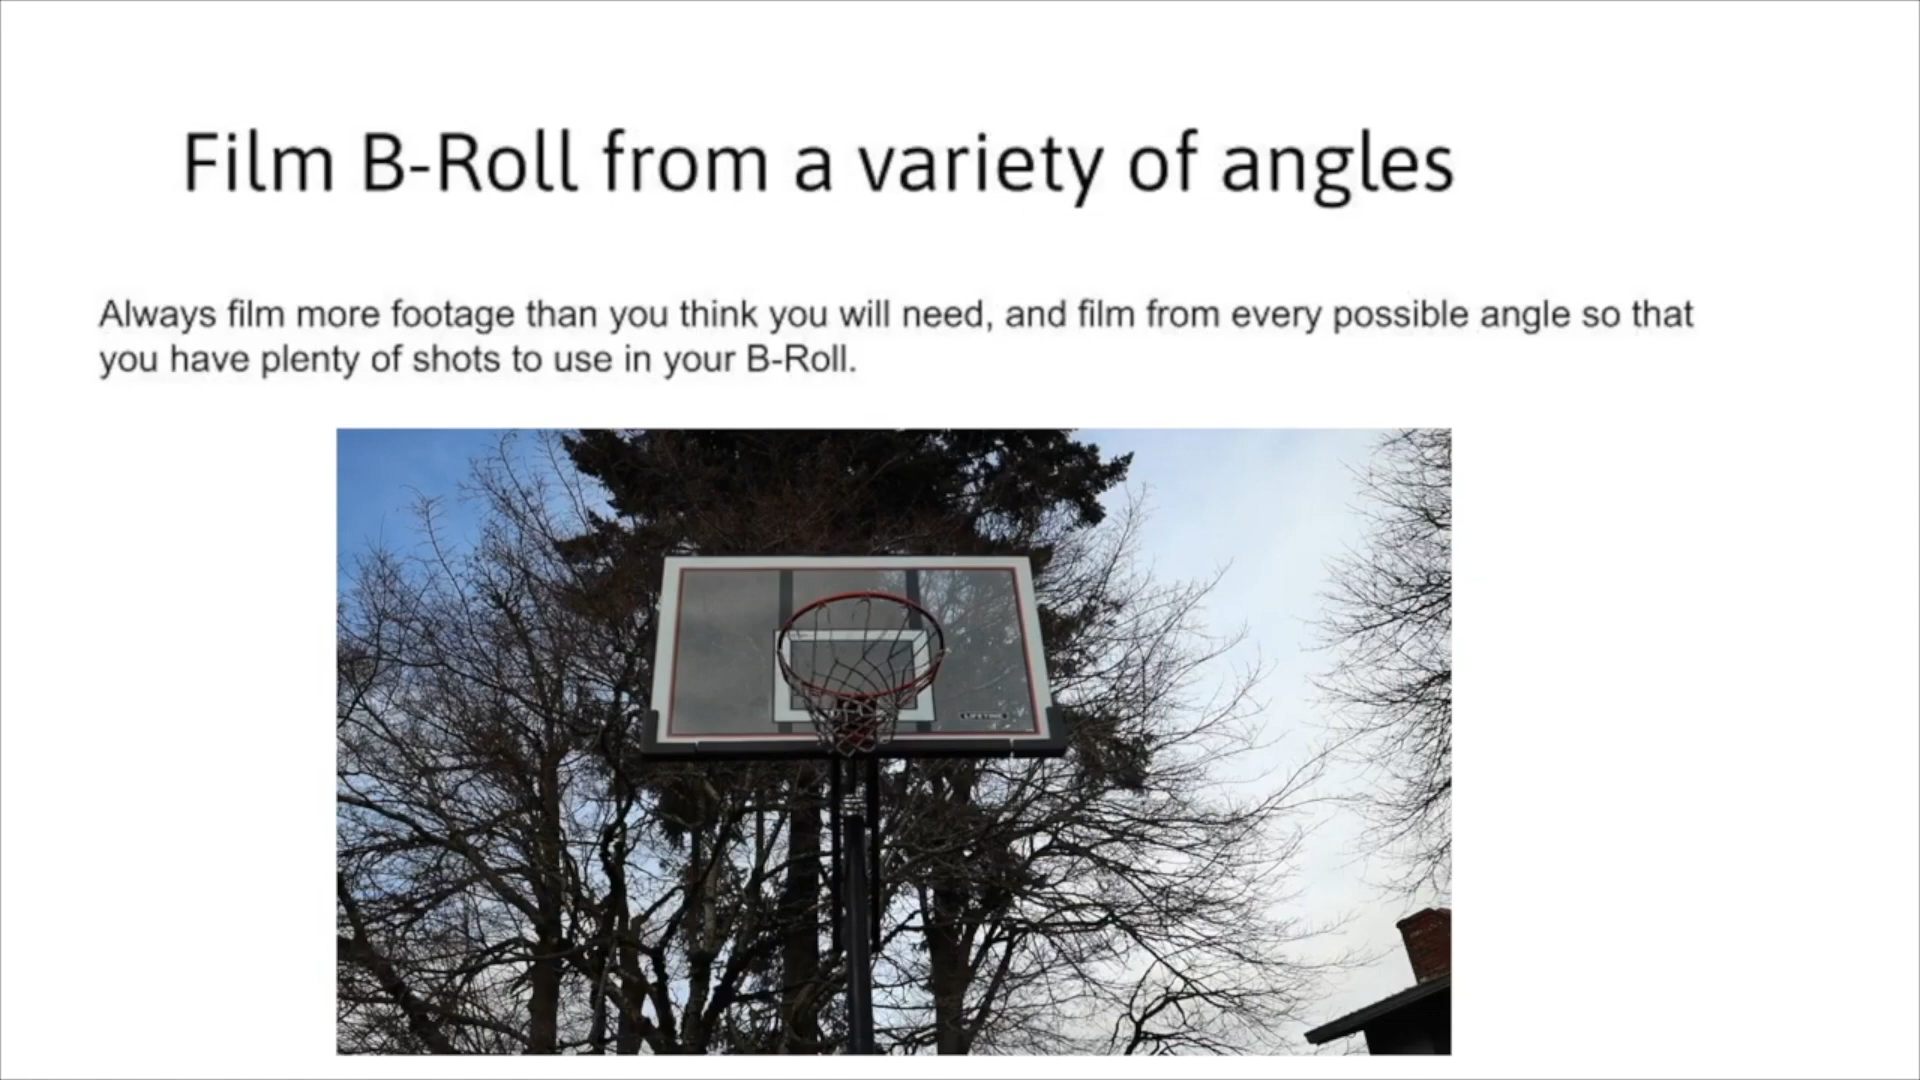 Film B-Roll from a variety of angles
Always film more footage than you think you will need, and film from every possible angle so that
you have plenty of shots to use in your B-Roll.
LIFETIME